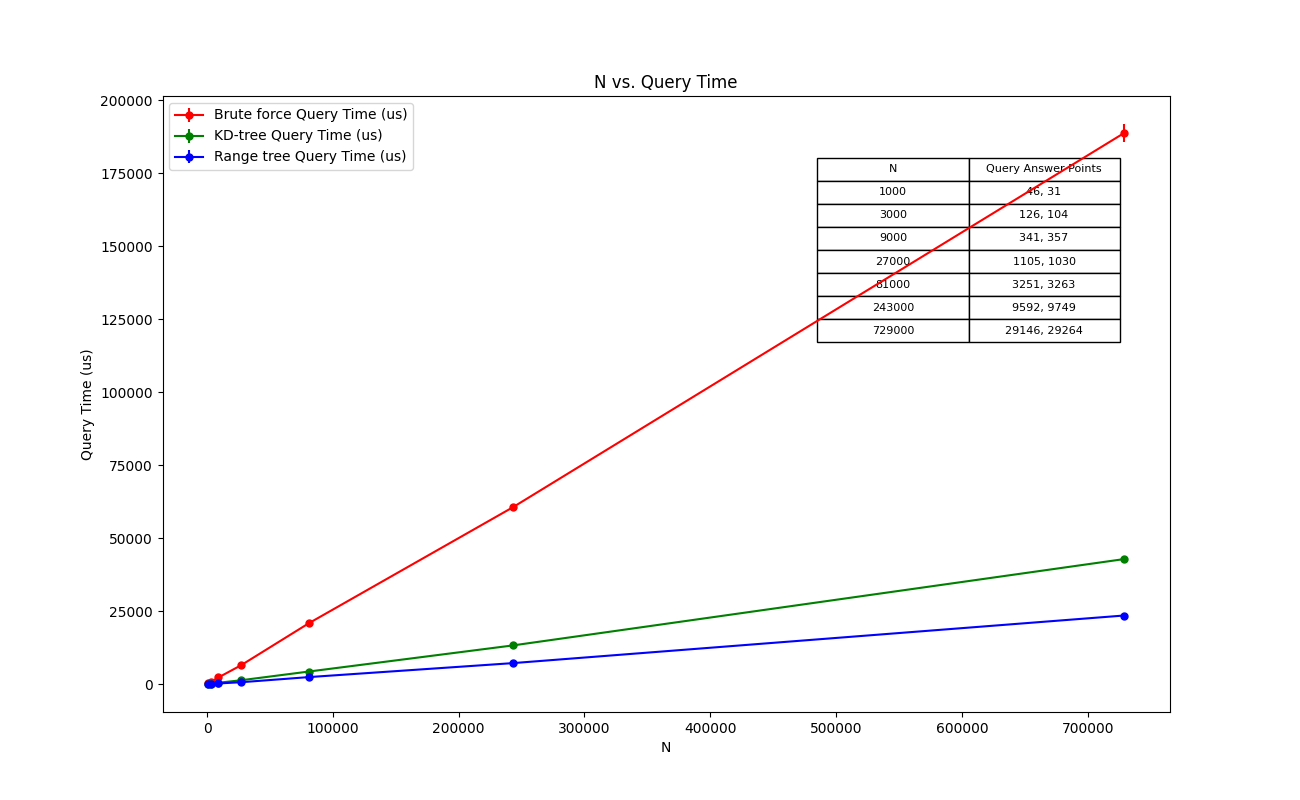 N vs. Query Time
200000
175000
150000
125000
100000
75000
50000
25000
0
Query Time (us)
Brute force Query Time (us)
KD-tree Query Time (us)
Range tree Query Time (us)
N Query Answer Points
1000 46, 31
3000 126, 104
9000 341, 357
27000 1105, 1030
81000 3251, 3263
243000 9592, 9749
729000 29146, 29264
0 100000 200000 300000 400000 500000 600000 700000
N